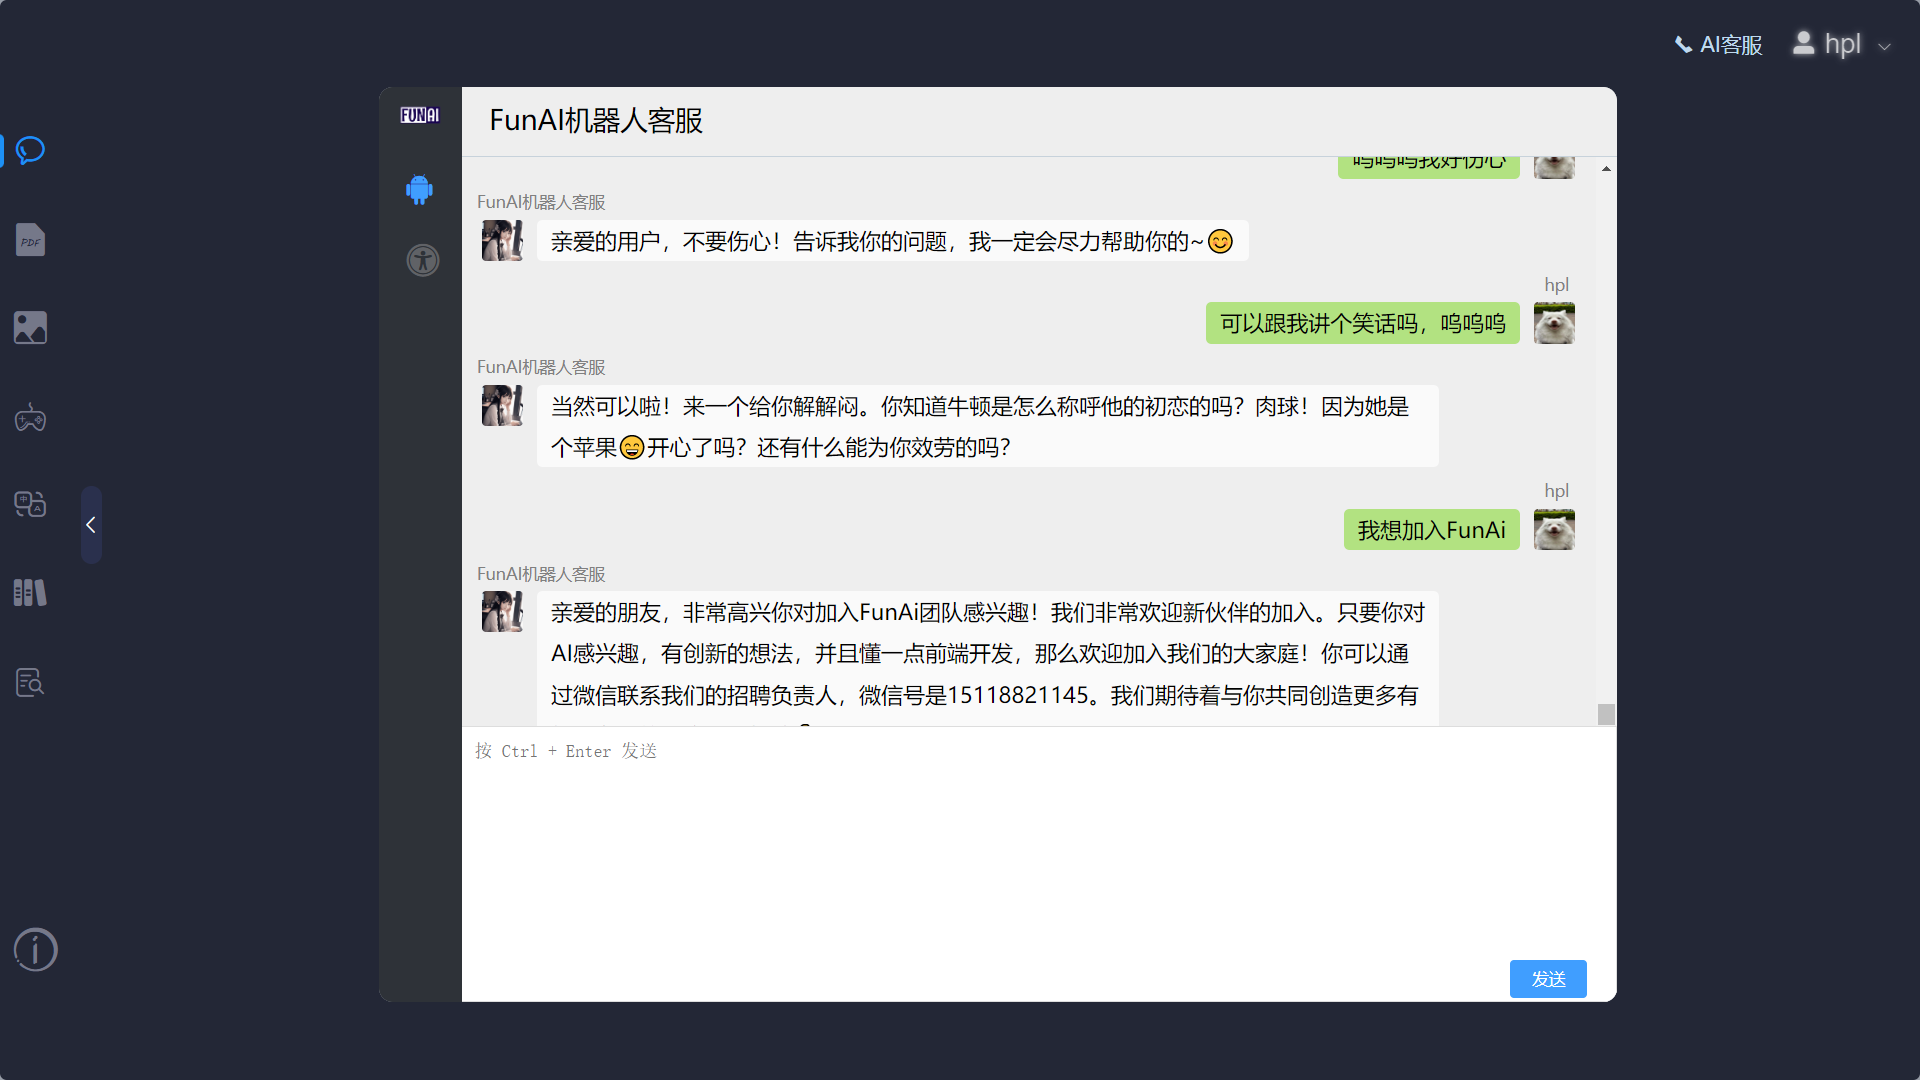 AI客服
hpl
FUNAI
FunAI机器人客服
呜呜呜我好伤心
FunAI机器人客服
亲爱的用户，不要伤心！告诉我你的问题，我一定会尽力帮助你的~😊
hpl
可以跟我讲个笑话吗，呜呜呜
FunAI机器人客服
当然可以啦！来一个给你解解闷。你知道牛顿是怎么称呼他的初恋的吗？肉球！因为她是
个苹果😄开心了吗？还有什么能为你效劳的吗？
hpl
我想加入FunAi
FunAI机器人客服
亲爱的朋友，非常高兴你对加入FunAi团队感兴趣！我们非常欢迎新伙伴的加入。只要你对
AI感兴趣，有创新的想法，并且懂一点前端开发，那么欢迎加入我们的大家庭！你可以通
过微信联系我们的招聘负责人，微信号是15118821145。我们期待着与你共同创造更多有
按 Ctrl + Enter 发送
发送
PDF
中
A